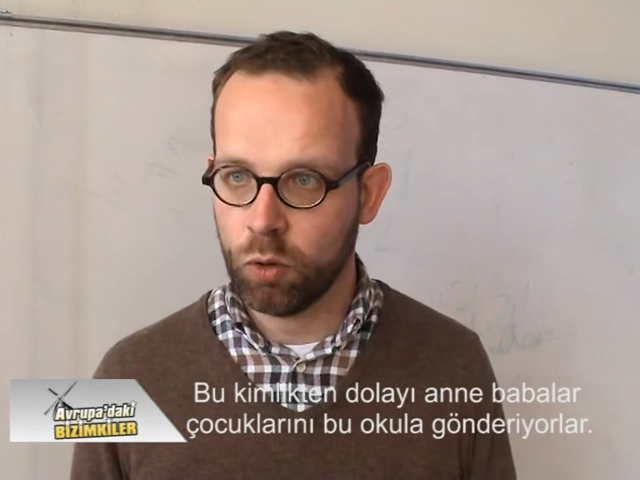 Bu kimlikten dolayı anne babalar
çocuklarını bu okula gönderiyorlar.
Avrupa'daki
BİZİMKİLER